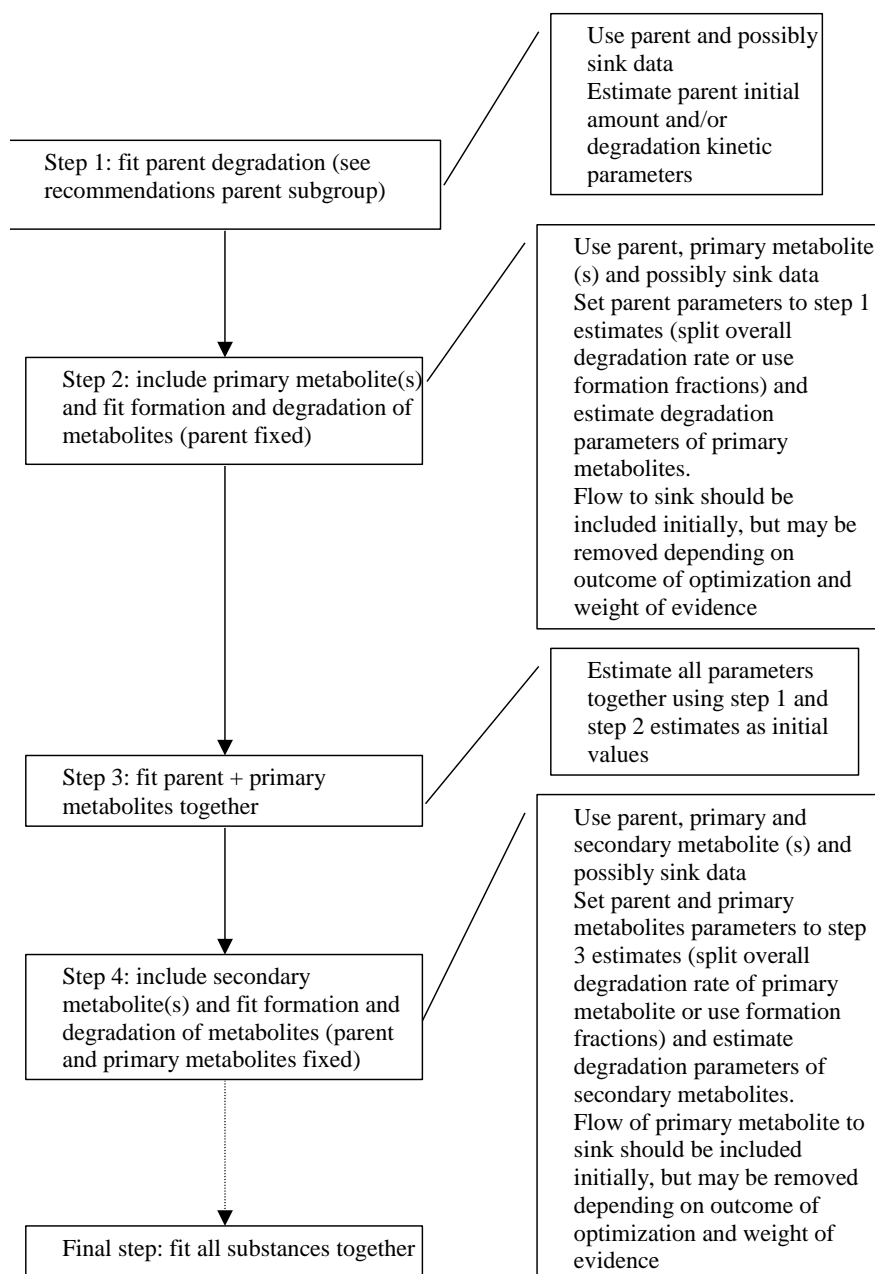 Use parent and possibly
sink data
Estimate parent initial
amount and/or
degradation kinetic
parameters
Step 1: fit parent degradation (see
recommendations parent subgroup)
Use parent, primary metabolite
(s) and possibly sink data
Set parent parameters to step 1
estimates (split overall
degradation rate or use
formation fractions) and
estimate degradation
parameters of primary
metabolites.
Flow to sink should be
included initially, but may be
removed depending on
outcome of optimization and
weight of evidence
Step 2: include primary metabolite(s)
and fit formation and degradation of
metabolites (parent fixed)
Estimate all parameters
together using step 1 and
step 2 estimates as initial
values
Step 3: fit parent + primary
metabolites together
Use parent, primary and
secondary metabolite (s) and
possibly sink data
Set parent and primary
metabolites parameters to step
3 estimates (split overall
degradation rate of primary
metabolite or use formation
fractions) and estimate
degradation parameters of
secondary metabolites.
Flow of primary metabolite to
sink should be included
initially, but may be removed
depending on outcome of
optimization and weight of
evidence
Step 4: include secondary
metabolite(s) and fit formation and
degradation of metabolites (parent
and primary metabolites fixed)
Final step: fit all substances together